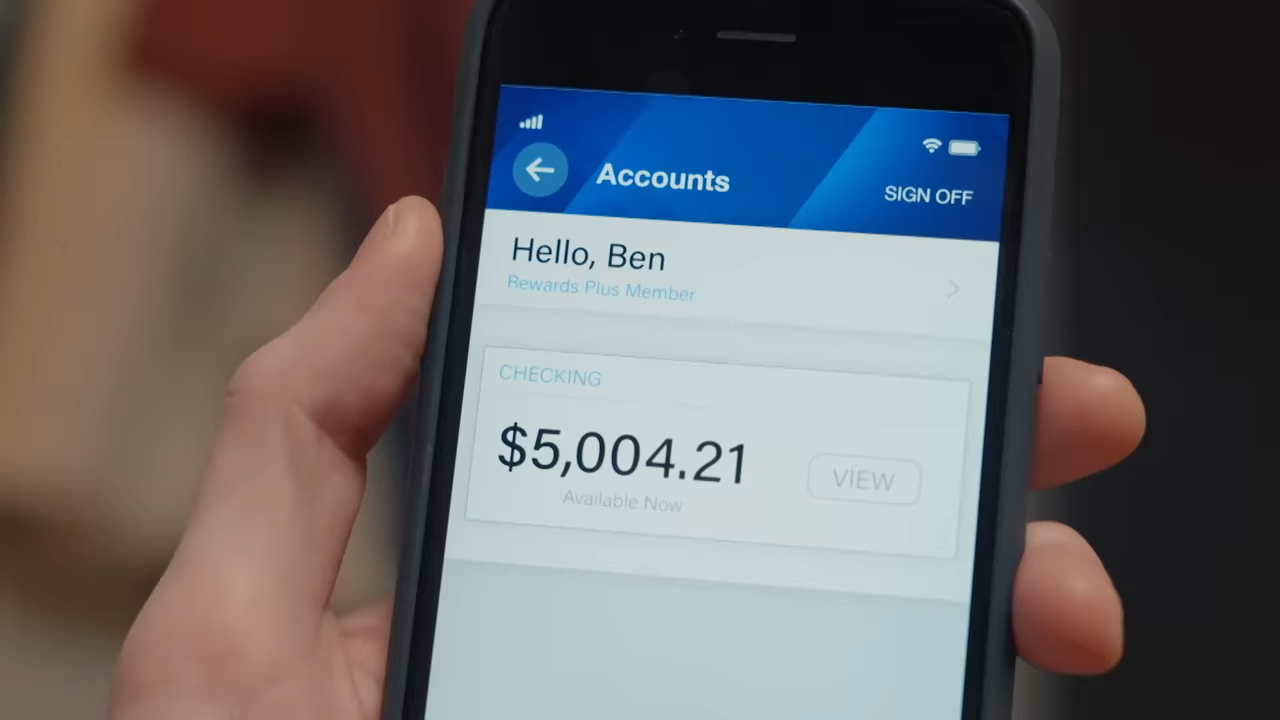 Accounts
SIGN OFF
Hello, Ben
Rewards Plus Member
CHECKING
$5,004.21
VIEW
Available Now